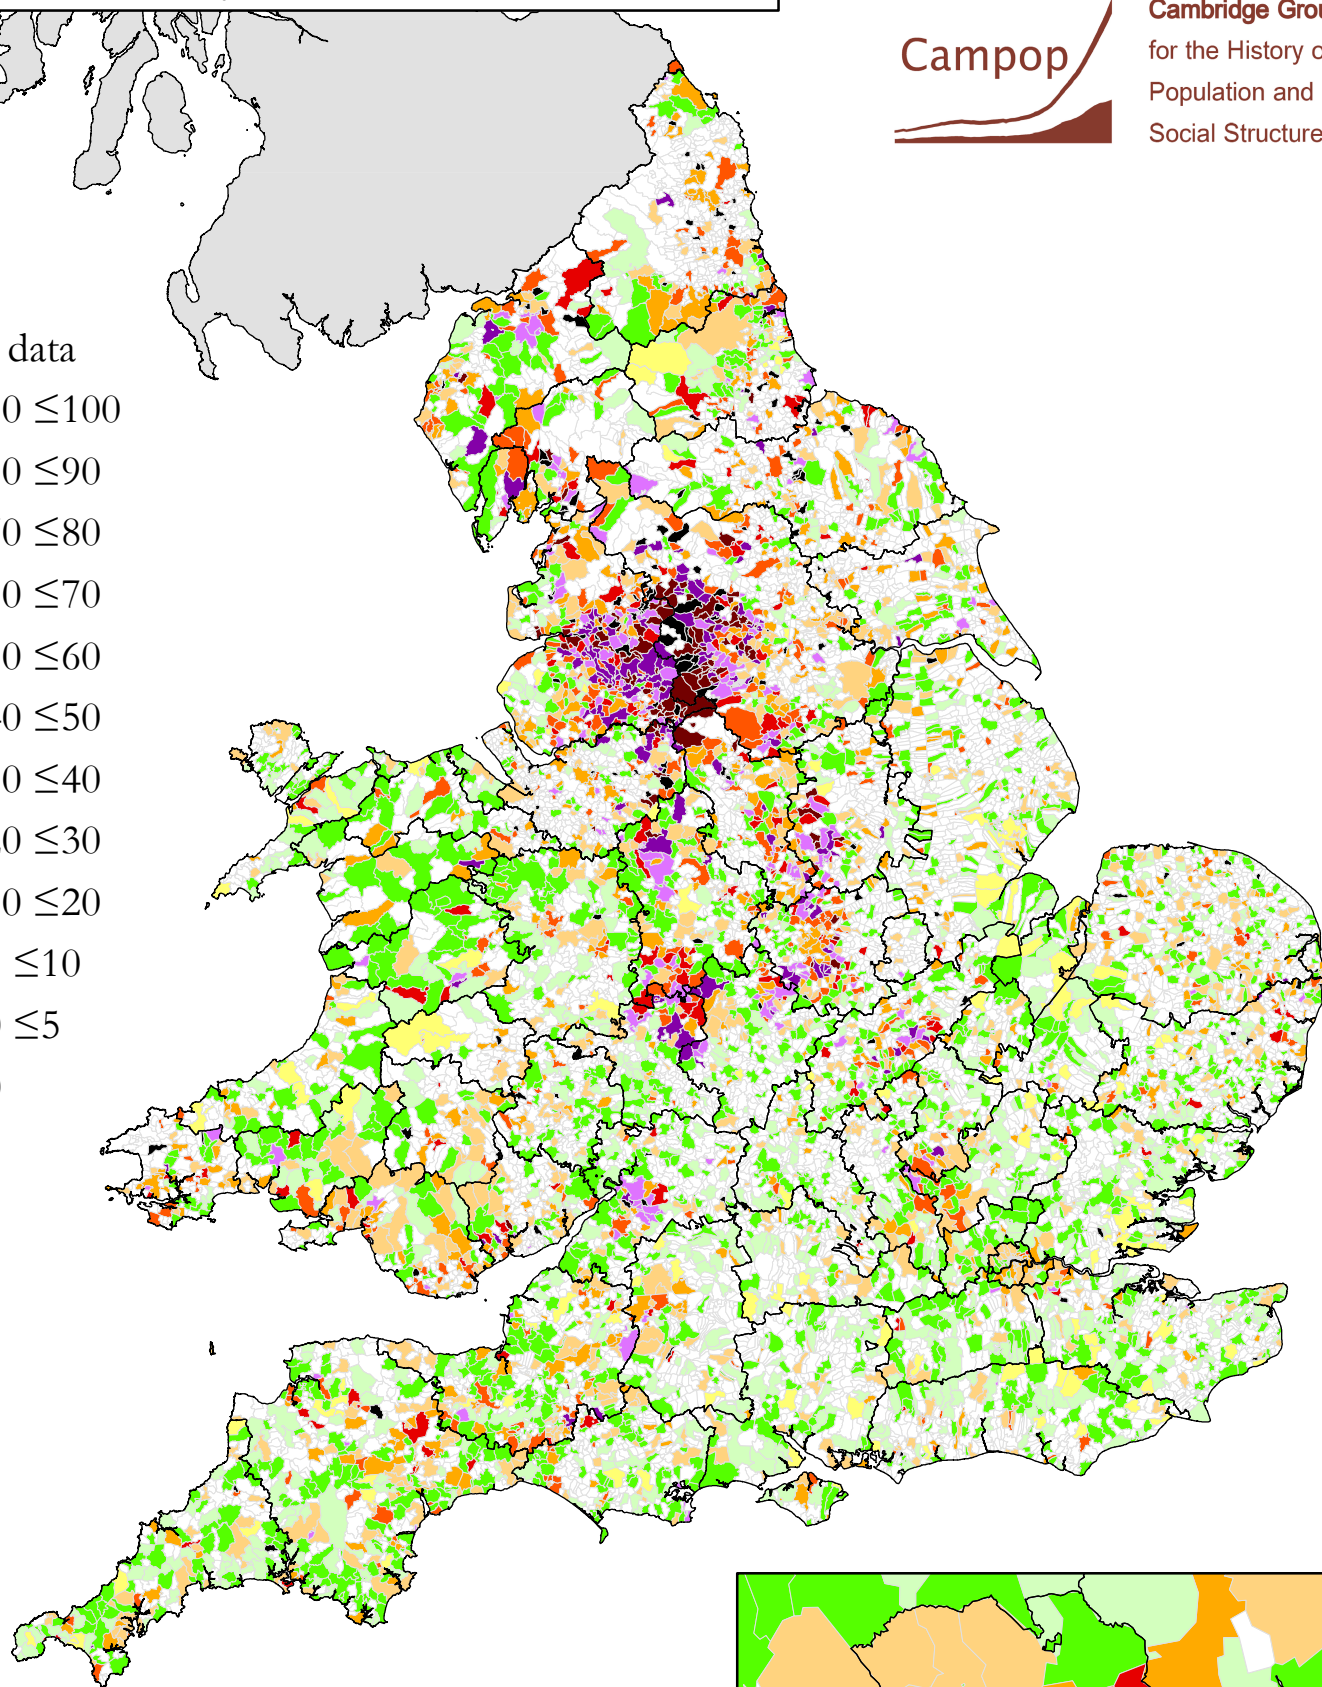 Campop
Cambridge Grou
for the History o
Population and
Social Structure
data
0 ≤100
0 ≤90
0 ≤80
0 ≤70
0 ≤60
0 ≤50
0 ≤40
0 ≤30
0 ≤20
≤10
≤5